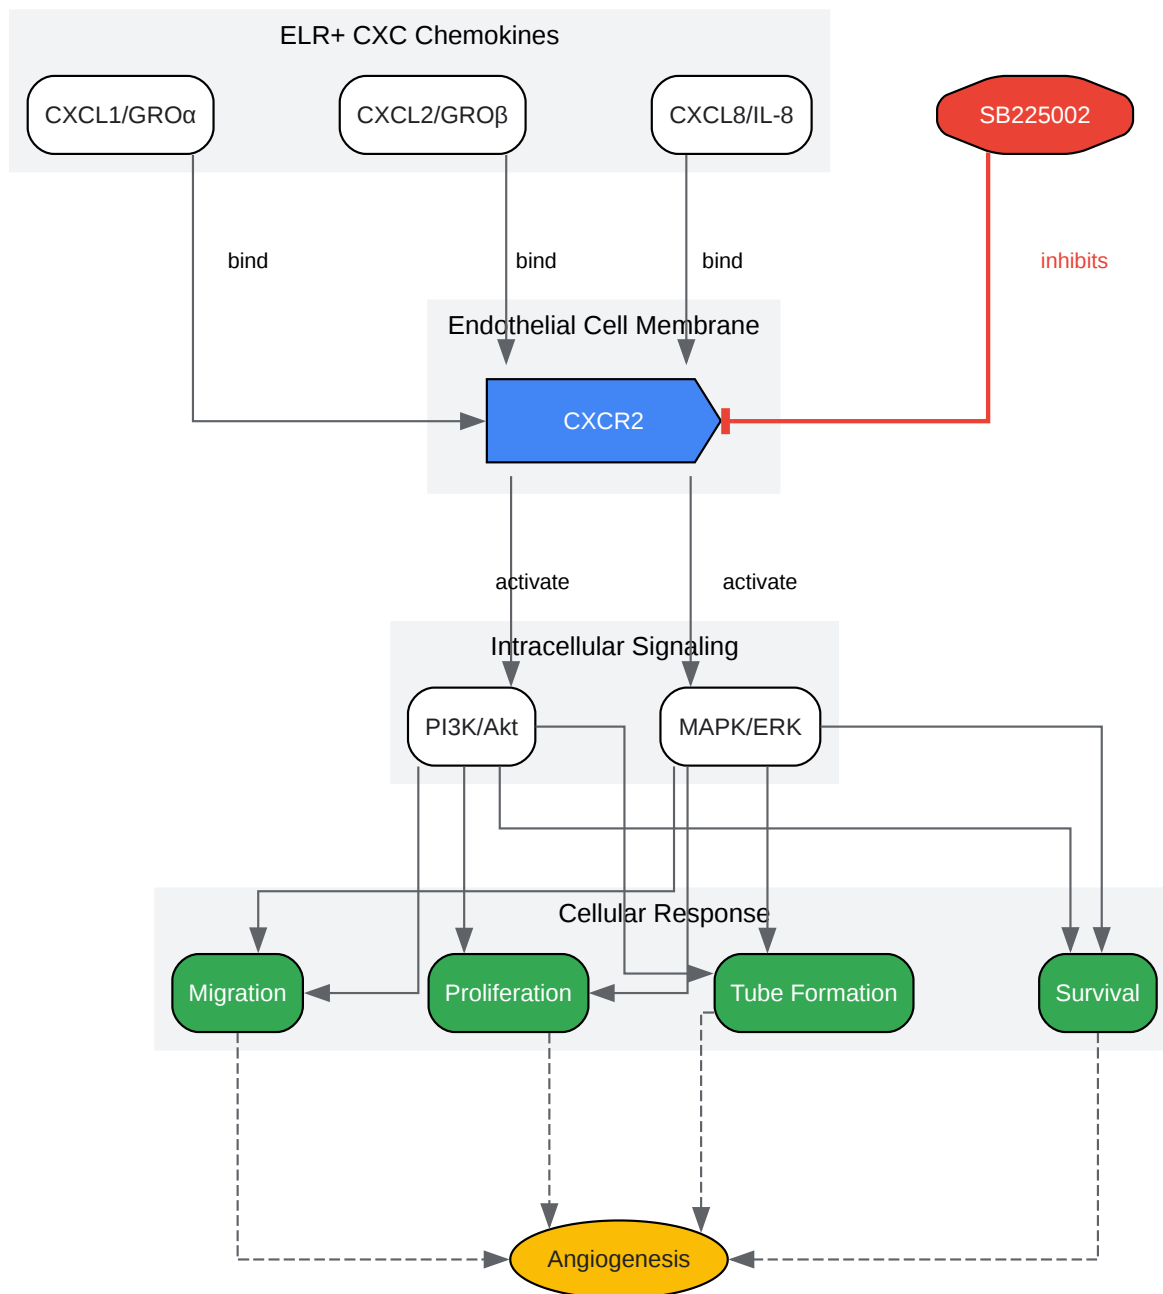 ELR+ CXC Chemokines
CXCL1/GROα
CXCL2/GROβ
CXCL8/IL-8
SB225002
bind
bind
bind
inhibits
Endothelial Cell Membrane
CXCR2
activate
activate
Intracellular Signaling
PI3K/Akt
MAPK/ERK
Cellular Response
Migration
Proliferation
Tube Formation
Survival
Angiogenesis